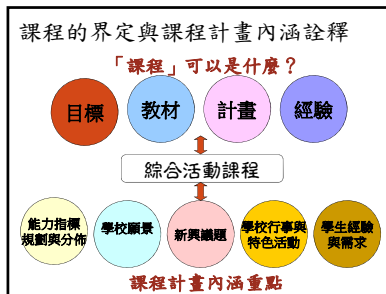 課程的界定與課程計畫內涵詮釋
「課程」可以是什麼？
目標
教材
計畫
經驗
綜合活動課程
能力指標
規劃與分佈
學校願景
新興議題
學校行事與
特色活動
學生經驗
與需求
課程計畫內涵重點